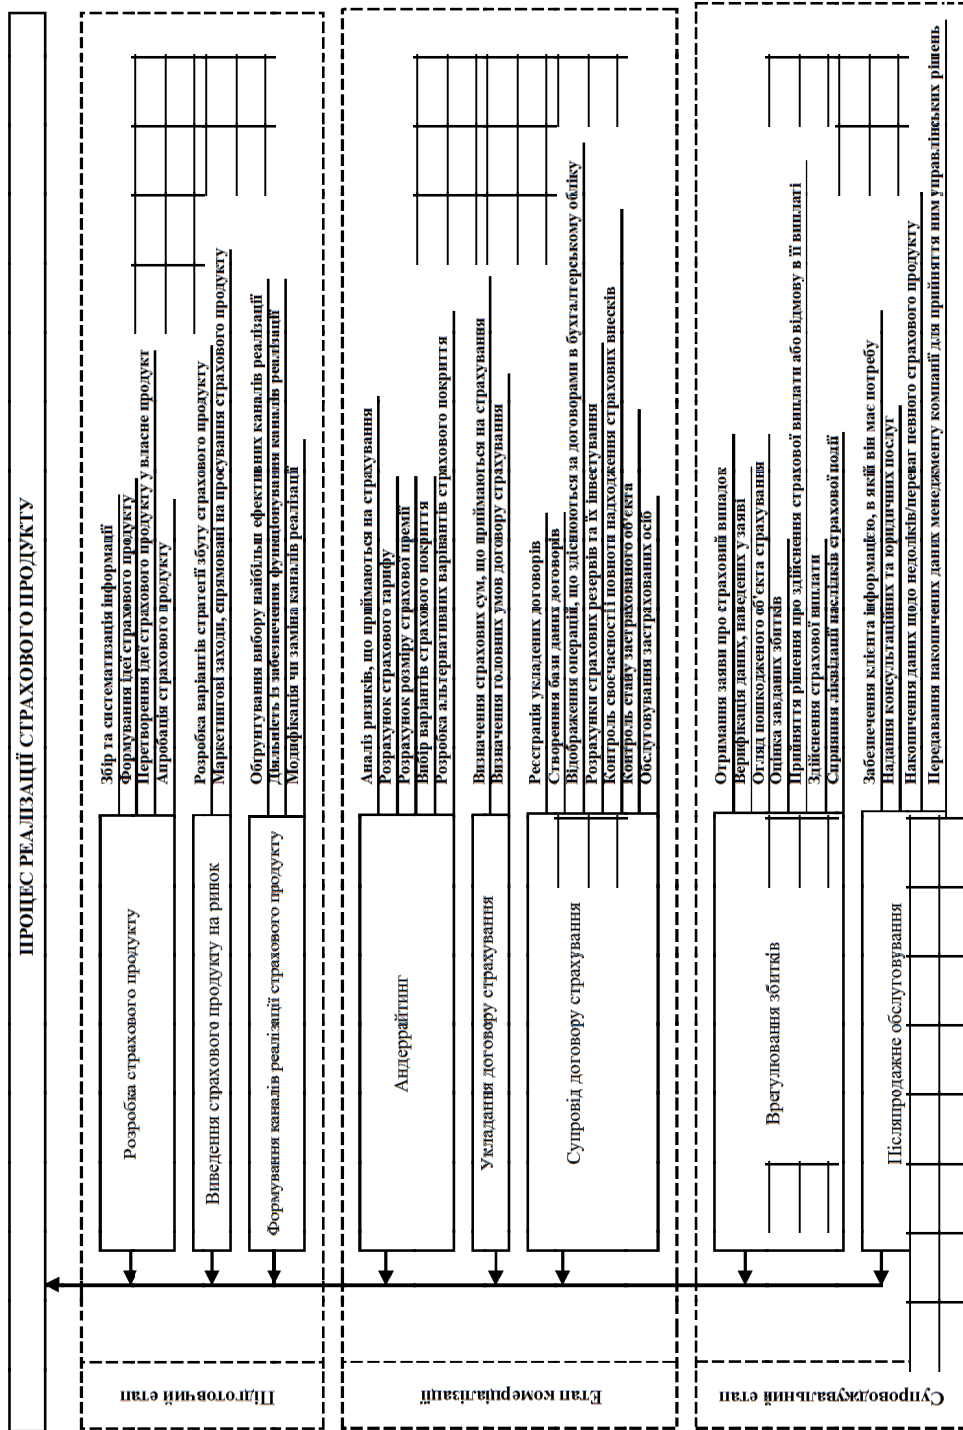 ПРОЦЕС РЕАЛІЗАЦІЇ СТРАХОВОГО ПРОДУКТУ
Підготовчий
етап
Розробка страхового продукту
Збір та систематизація інформації
Формування ідеї страхового продукту
Перетворення ідеї страхового продукту у власне продукт
Апробація страхового продукту
Виведення страхового продукту на ринок
Розробка варіантів стратегії збуту страхового продукту
Маркетингові заходи, спрямовані на просування страхового продукту
Формування каналів реалізації страхового продукту
Обґрунтування вибору найбільш ефективних каналів реалізації
Діяльність із забезпечення функціонування каналів реалізації
Модифікація чи заміна каналів реалізації
Етап комерціалізації
Андеррайтинг
Аналіз ризиків, що приймаються на страхування
Розрахунок страхового тарифу
Розрахунок розміру страхової премії
Вибір варіантів страхового покриття
Розробка альтернативних варівантів страхового покриття
Укладання договору страхування
Визначення страхових сум, що приймаються на страхування
Визначення головних умов договору страхування
Супровід договору страхування
Реєстрація укладених договорів
Створення бази даних договорів
Відображення операцій, що здіснюються за договорами в бухгалтерському обліку
Розрахунки страхових резервів та їх інвестування
Контроль своєчасності і повноти надходження страхових внесків
Контроль стану застрахованого об'єкта
Обслуговування застрахованих осіб
Супроводжувальний етап
Врегулювання збитків
Отримання заяви про страховий випадок
Верифікація даних, наведених у заяві
Огляд пошкодженого об'єкта страхування
Оцінка завданих збитків
Прийняття рішення про здійснення страхової виплати або відмову в її виплаті
Здійснення страхової виплати
Сприяння ліквідації наслідків страхової події
Післяпродажне обслуговування
Забезпечення клієнта інформацією, в якій він має потребу
Надання консультаційних та юридичних послуг
Накопичення даних щодо недоліків/переваг певного страхового продукту
Передавання накопичених даних менеджменту компанії для прийняття ним управлінських рішень